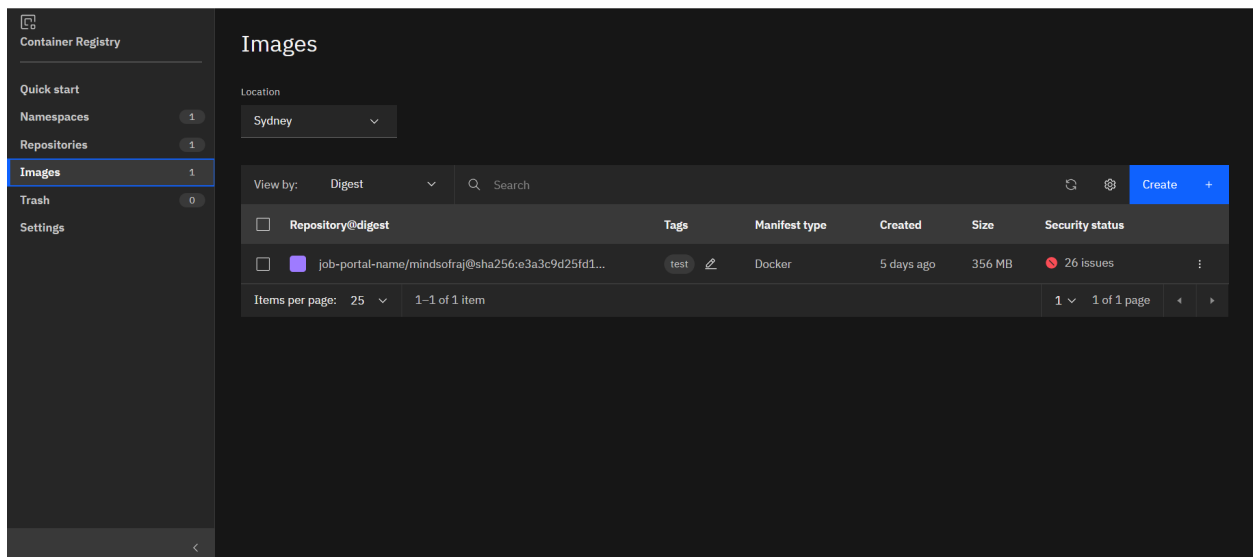 Container Registry
Quick start
Namespaces 1
Repositories 1
Images 1
Trash 0
Settings
Images
Location
Sydney
View by: Digest Search Create +
Repository@digest Tags Manifest type Created Size Security status
job-portal-name/mindsofraj@sha256:e3a3c9d25fd1... test Docker 5 days ago 356 MB 26 issues
Items per page: 25 1–1 of 1 item 1 1 of 1 page